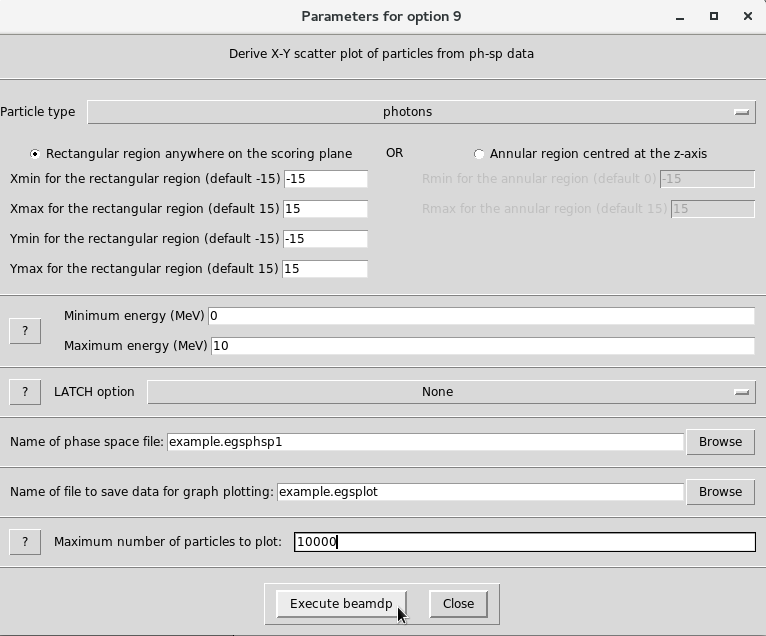 Parameters for option 9
Derive X-Y scatter plot of particles from ph-sp data
Particle type photons
Rectangular region anywhere on the scoring plane OR Annular region centred at the z-axis
Xmin for the rectangular region (default -15) -15 Rmin for the annular region (default 0) -15
Xmax for the rectangular region (default 15) 15 Rmax for the annular region (default 15) 15
Ymin for the rectangular region (default -15) -15
Ymax for the rectangular region (default 15) 15
Minimum energy (MeV) 0
?
Maximum energy (MeV) 10
? LATCH option None
Name of phase space file: example.egsphsp1 Browse
Name of file to save data for graph plotting: example.egsplot Browse
? Maximum number of particles to plot: 10000
Execute beamdp Close